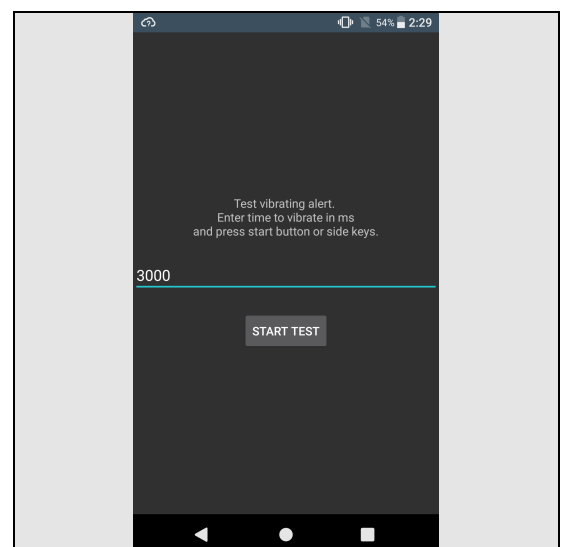 54% 2:29
Test vibrating alert.
Enter time to vibrate in ms
and press start button or side keys.
3000
START TEST